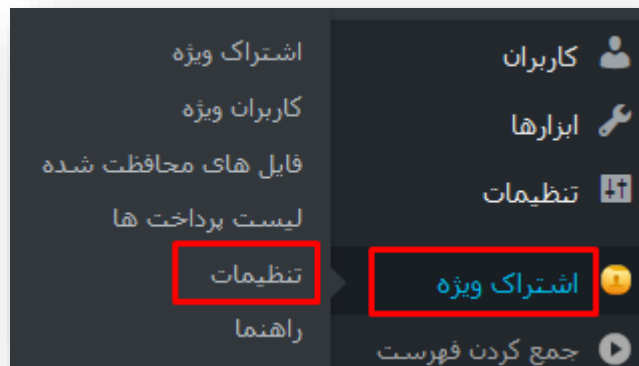 کاربران
ابزارها
تنظیمات
اشتراک ویژه
جمع کردن فهرست
اشتراک ویژه
کاربران ویژه
فایل های محافظت شده
لیست پرداخت ها
تنظیمات
راهنما